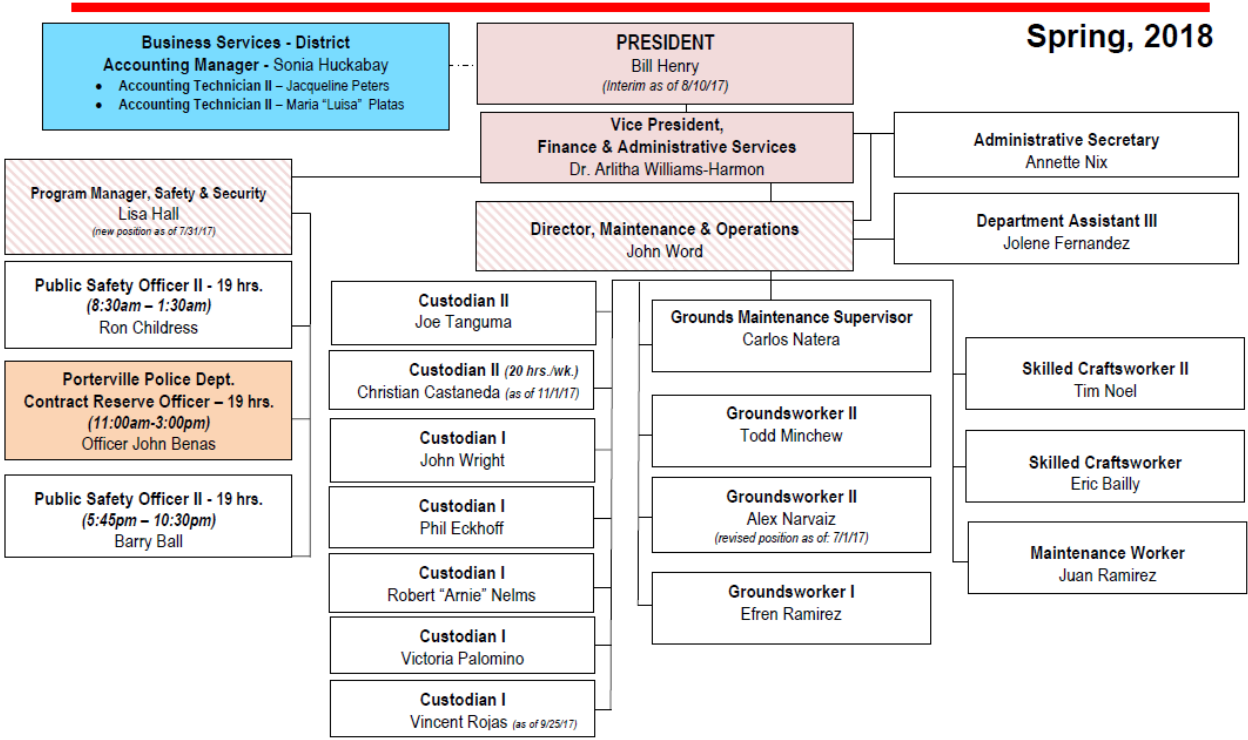 Spring, 2018
Business Services - District
Accounting Manager - Sonia Huckabay
• Accounting Technician II – Jacqueline Peters
• Accounting Technician II – Maria “Luisa” Platas
PRESIDENT
Bill Henry
(Interim as of 8/10/17)
Vice President,
Finance & Administrative Services
Dr. Arlitha Williams-Harmon
Administrative Secretary
Annette Nix
Program Manager, Safety & Security
Lisa Hall
(new position as of 7/31/17)
Director, Maintenance & Operations
John Word
Department Assistant III
Jolene Fernandez
Public Safety Officer II - 19 hrs.
(8:30am – 1:30am)
Ron Childress
Porterville Police Dept.
Contract Reserve Officer – 19 hrs.
(11:00am-3:00pm)
Officer John Benas
Public Safety Officer II - 19 hrs.
(5:45pm – 10:30pm)
Barry Ball
Custodian II
Joe Tanguma
Custodian II (20 hrs./wk.)
Christian Castaneda (as of 11/1/17)
Custodian I
John Wright
Custodian I
Phil Eckhoff
Custodian I
Robert “Arnie” Nelms
Custodian I
Victoria Palomino
Custodian I
Vincent Rojas (as of 9/25/17)
Grounds Maintenance Supervisor
Carlos Natera
Groundsworker II
Todd Minchew
Groundsworker II
Alex Narvaiz
(revised position as of: 7/1/17)
Groundsworker I
Efren Ramirez
Skilled Craftsworker II
Tim Noel
Skilled Craftsworker
Eric Bailly
Maintenance Worker
Juan Ramirez